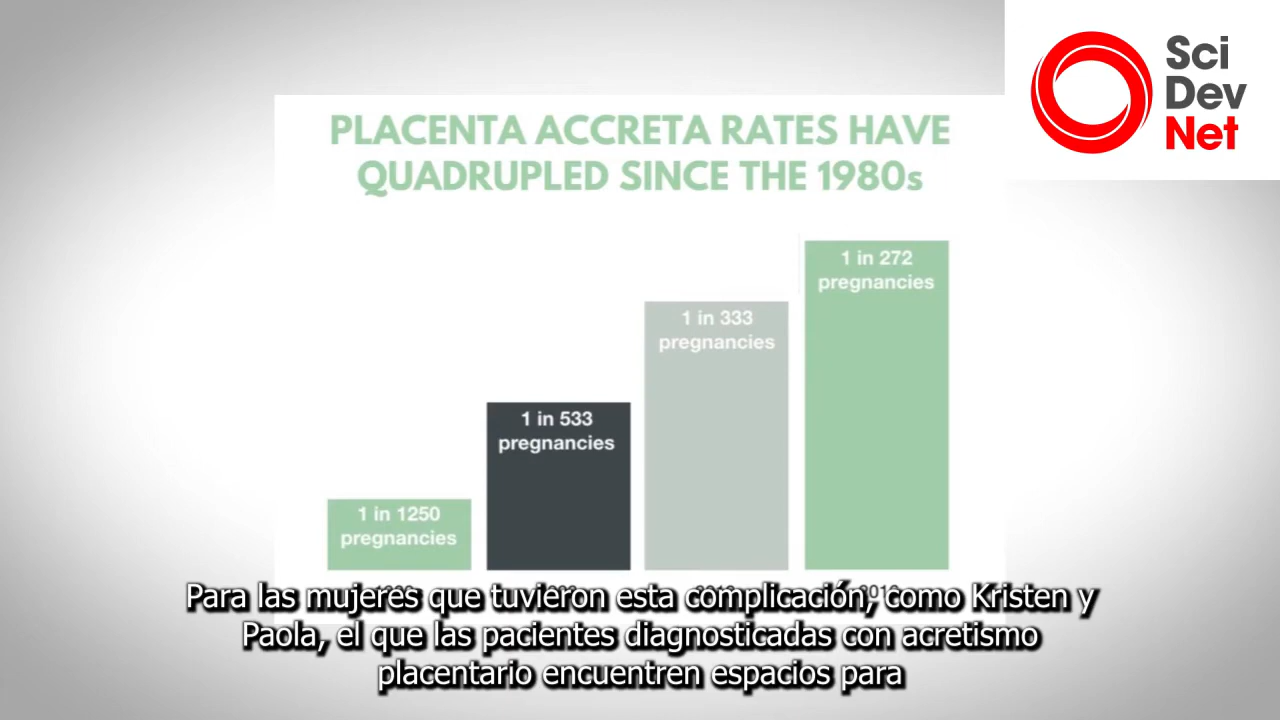 Sci
Dev
Net
PLACENTA ACCRETA RATES HAVE
QUADRUPLED SINCE THE 1980s
1 in 272
pregnancies
1 in 333
pregnancies
1 in 533
pregnancies
1 in 1250
pregnancies
Para las mujeres que tuvieron esta complicación, como Kristen y
Paola, el que las pacientes diagnosticadas con acretismo
placentario encuentren espacios para